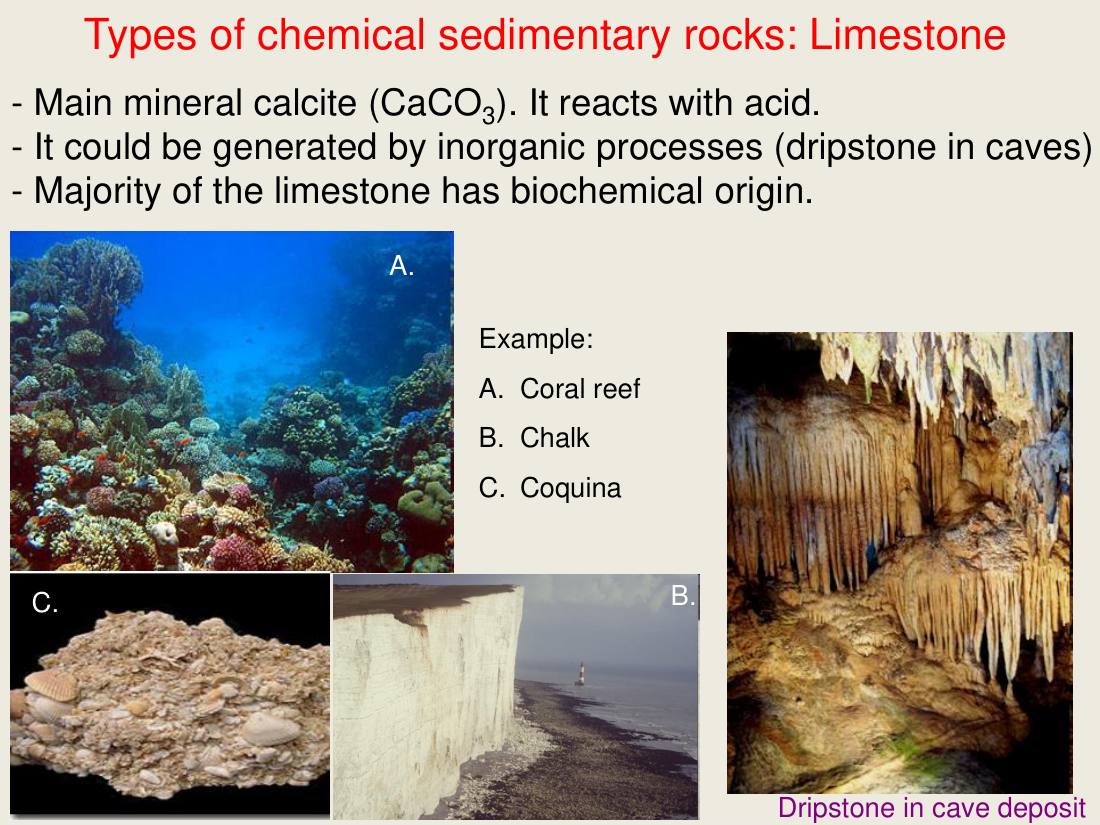 Types of chemical sedimentary rocks: Limestone
- Main mineral calcite (CaCO₃). It reacts with acid.
- It could be generated by inorganic processes (dripstone in caves)
- Majority of the limestone has biochemical origin.
A.
Example:
A. Coral reef
B. Chalk
C. Coquina
C.
B.
Dripstone in cave deposit